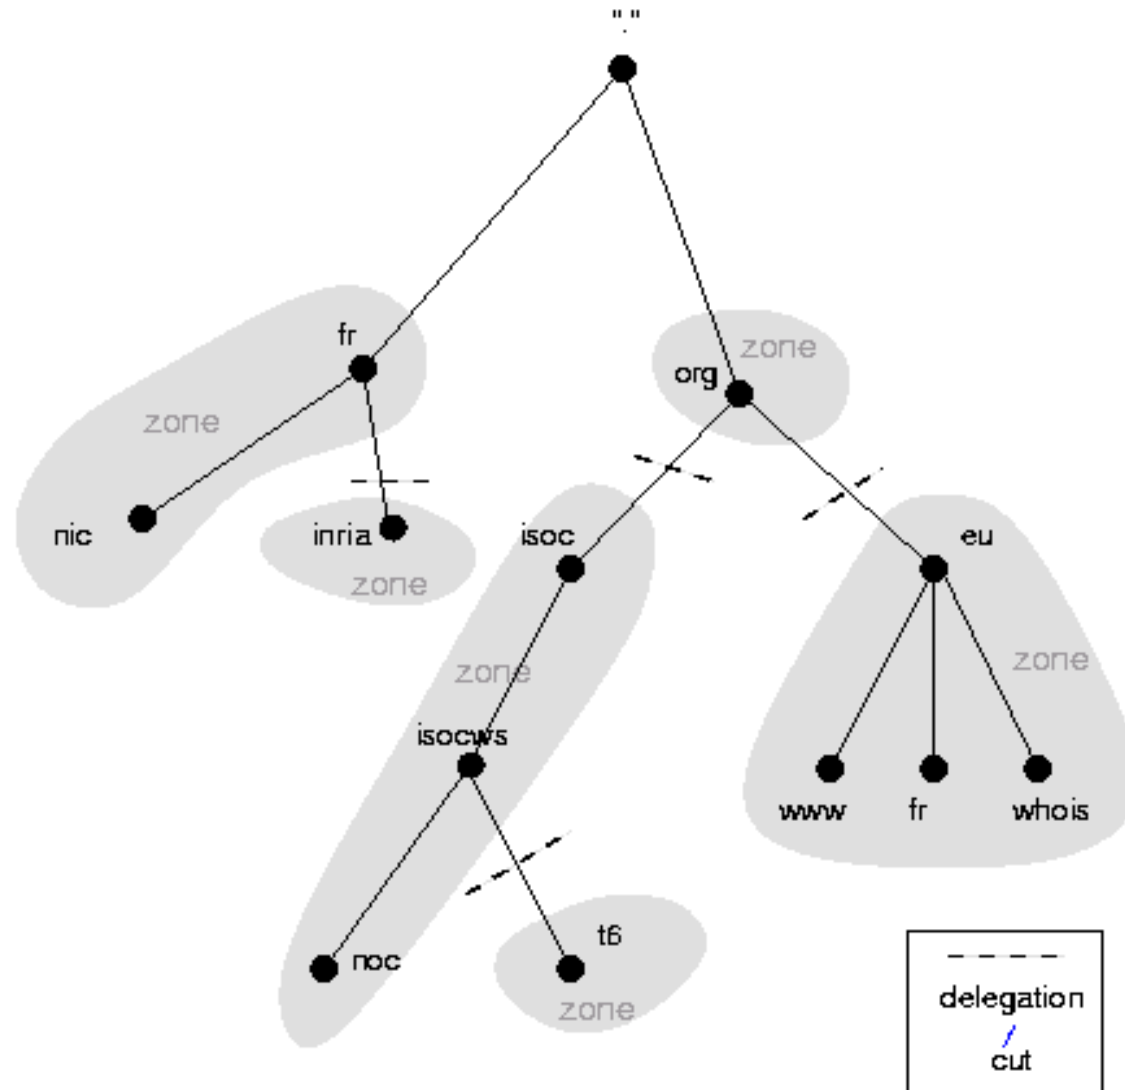 "."
fr
zone
org
zone
nic
inria
zone
isoc
eu
zone
zone
isocws
www
fr
whois
t6
noc
zone
delegation
/
cut